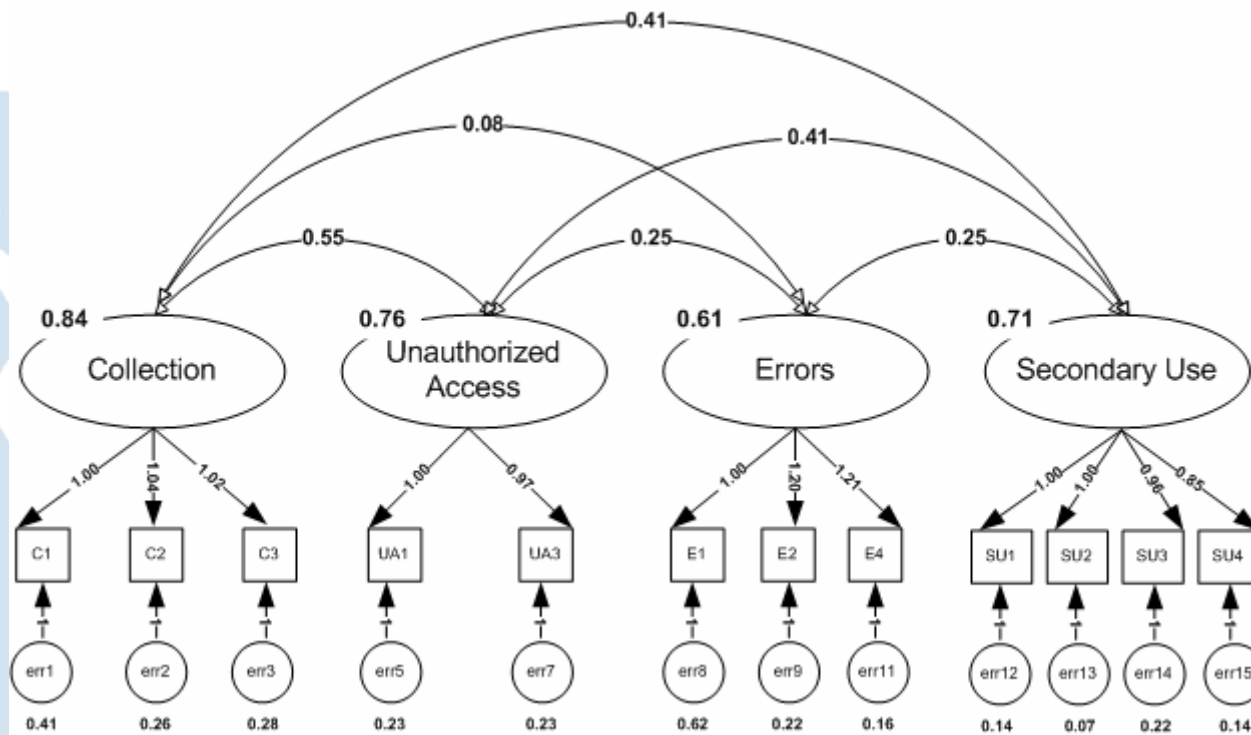 0.41
0.08
0.41
0.55
0.25
0.25
0.84
0.76
0.61
0.71
Collection
Unauthorized
Access
Errors
Secondary Use
1.00
1.04
1.02
1.00
0.97
1.00
1.20
1.21
1.00
1.00
0.96
0.85
C1
C2
C3
UA1
UA3
E1
E2
E4
SU1
SU2
SU3
SU4
1
1
1
1
1
1
1
1
1
1
1
1
err1
err2
err3
err5
err7
err8
err9
err11
err12
err13
err14
err15
0.41
0.26
0.28
0.23
0.23
0.62
0.22
0.16
0.14
0.07
0.22
0.14